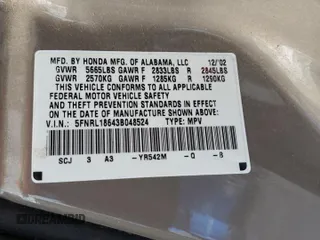 MFD. BY HONDA MFG. OF ALABAMA, LLC 12/02
GVWR 5665LBS GAWR F 2833LBS R 2845LBS
GVWR 2570KG GAWR F 1285KG R 1290KG
THIS VEHICLE CONFORMS TO ALL APPLICABLE
FEDERAL MOTOR VEHICLE SAFETY AND
THEFT PREVENTION STANDARDS IN EFFECT ON
THE DATE OF MANUFACTURE SHOWN ABOVE.
V.I.N.: 5FNRL18643B048524 TYPE: MPV
SCJ 3 A3 -YR542M -0 -8